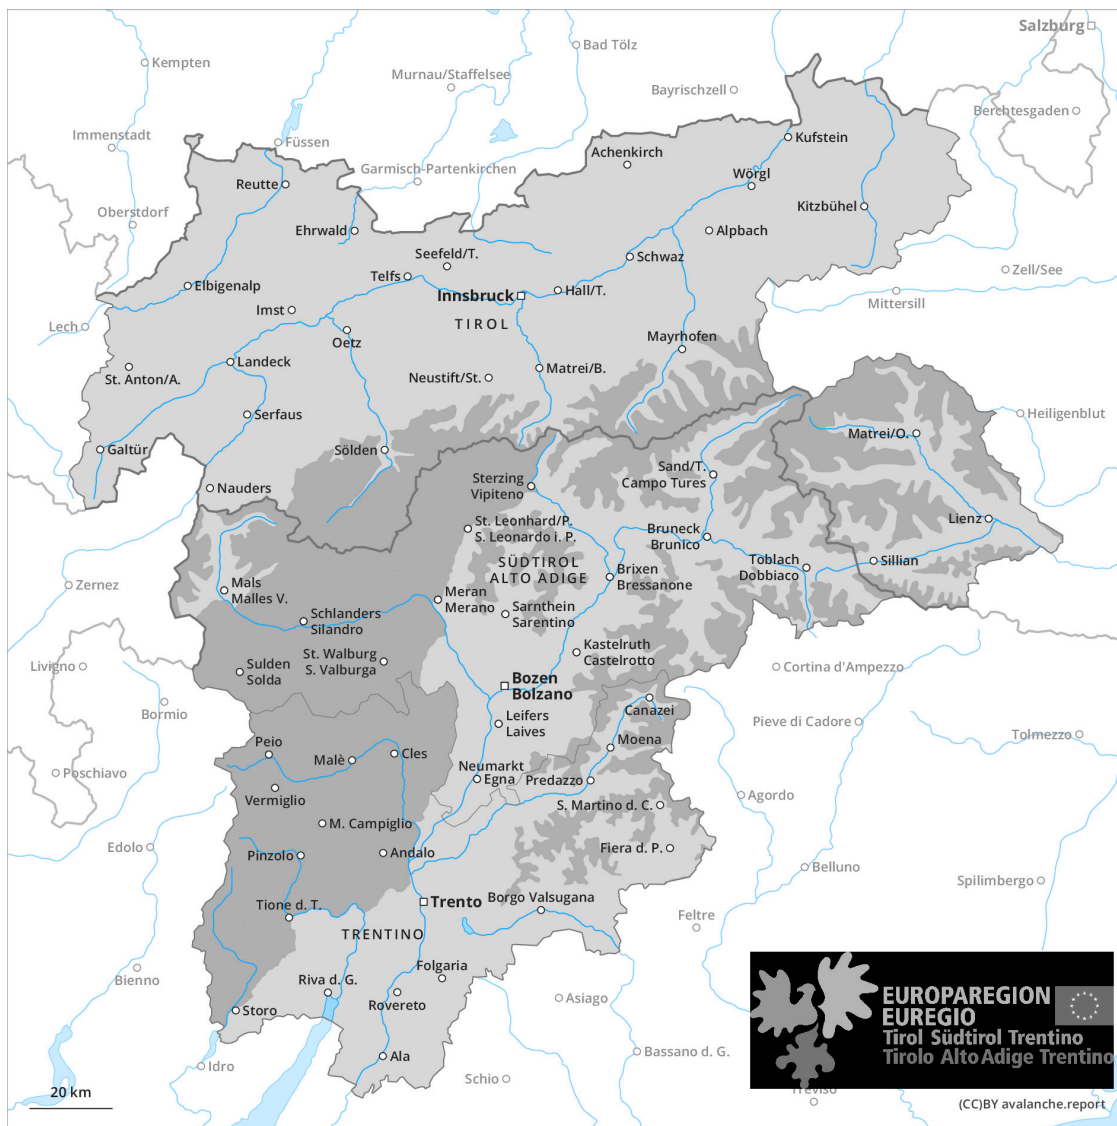 Salzburg
Bad Tölz
Kempten
Murnau/Staffelsee
Bayrischzell
Berchtesgaden
Immenstadt
Füssen
Kufstein
Achenkirch
Garmisch-Partenkirchen
Wörgl
Reutte
Oberstdorf
Kitzbühel
Ehrwald
Alpbach
Seefeld/T.
Schwaz
Telfs
Zell/See
Elbigenalp
Hall/T.
Innsbruck
Mittersill
Imst
TIROL
Lech
Oetz
Mayrhofen
Landeck
Matrei/B.
St. Anton/A.
Neustift/St.
Serfaus
Heiligenblut
Matrei/O.
Galtür
Sölden
Sand/T.
Campo Tures
Sterzing
Vipiteno
Nauders
Lienz
St. Leonhard/P.
S. Leonardo i. P.
Bruneck
Brunico
SÜDTIROL
ALTO ADIGE
Toblach
Dobbiaco
Sillian
Brixen
Bressanone
Zernez
Mals
Malles V.
Meran
Merano
Schlanders
Silandro
Sarnthein
Sarentino
Kastelruth
Castelrotto
St. Walburg
S. Valburga
Livigno
Sulden
Solda
Cortina d'Ampezzo
Bozen
Bolzano
Bormio
Canazei
Leifers
Laives
Pieve di Cadore
Tolmezzo
Peio
Moena
Cles
Malè
Poschiavo
Neumarkt
Egna
Predazzo
Vermiglio
Agordo
S. Martino d. C.
M. Campiglio
Edolo
Fiera d. P.
Pinzolo
Andalo
Belluno
Spilimbergo
Borgo Valsugana
Trento
Tione d. T.
Feltre
TRENTINO
Folgaria
Bienno
Riva d. G.
Rovereto
Asiago
Storo
EUROPAREGION
EUREGIO
Tirol Südtirol Trentino
Tirolo Alto Adige Trentino
Ala
Bassano d. G.
Idro
Schio
Treviso
20 km
(CC)BY avalanche.report